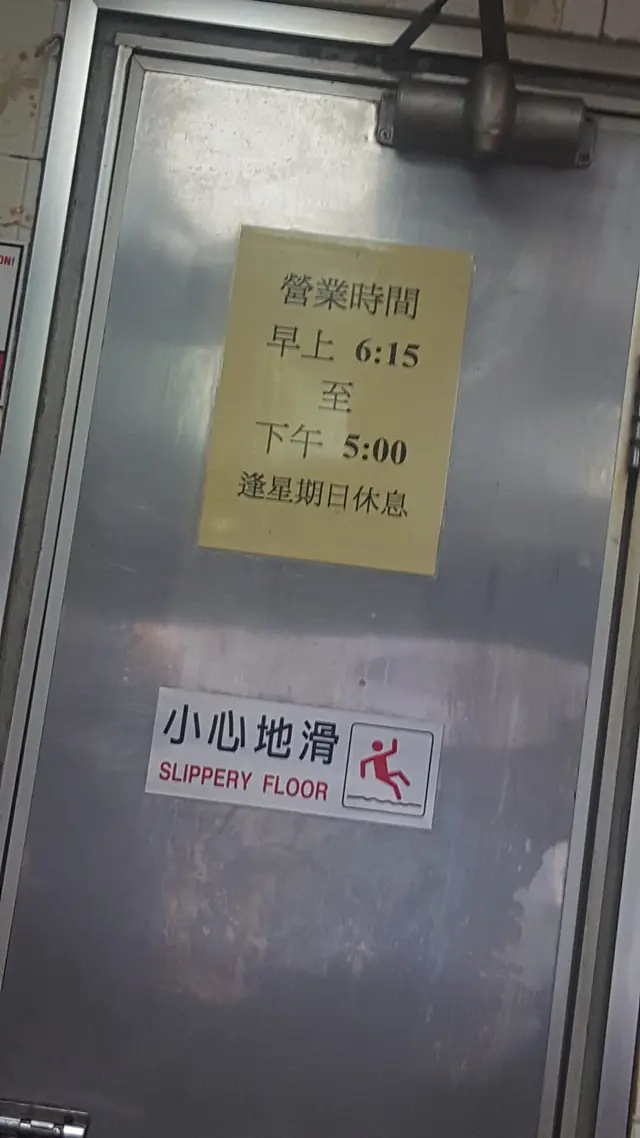 營業時間
早上 6:15
至
下午 5:00
逢星期日休息
小心地滑
SLIPPERY FLOOR